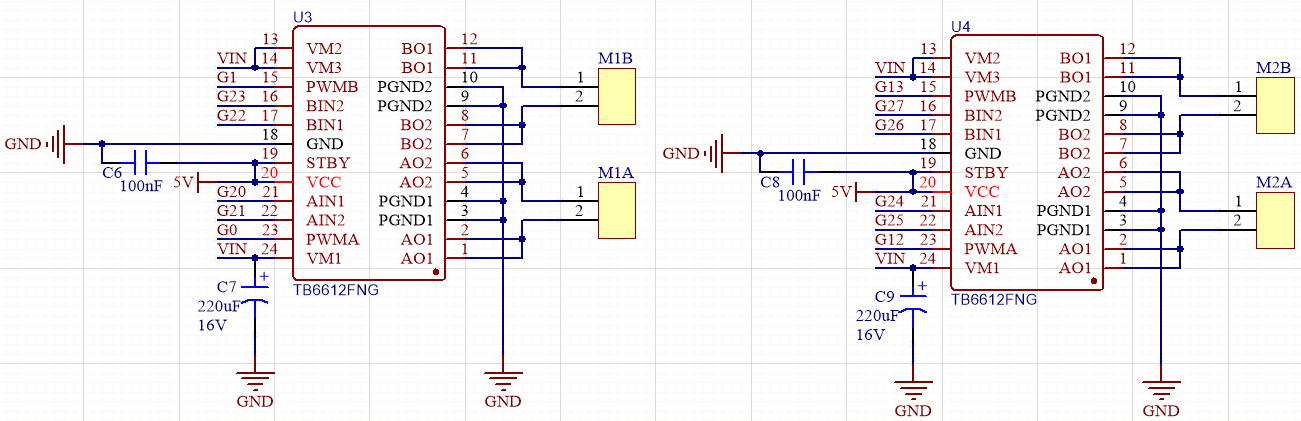 U3
13 VM2 BO1 12
VIN 14 VM3 BO1 11
G1 15 PWMB PGND2 10
G23 16 BIN2 PGND2 9
G22 17 BIN1 BO2 8
GND 18 GND BO2 7
19 STBY AO2 6
C6 100nF
5V 20 VCC AO2 5
G20 21 AIN1 PGND1 4
G21 22 AIN2 PGND1 3
G0 23 PWMA AO1 2
VIN 24 VM1 AO1 1
TB6612FNG
C7 +
220uF
16V
GND
GND
M1B
1
2
M1A
1
2
U4
13 VM2 BO1 12
VIN 14 VM3 BO1 11
G13 15 PWMB PGND2 10
G27 16 BIN2 PGND2 9
G26 17 BIN1 BO2 8
GND 18 GND BO2 7
19 STBY AO2 6
C8 100nF
5V 20 VCC AO2 5
G24 21 AIN1 PGND1 4
G25 22 AIN2 PGND1 3
G12 23 PWMA AO1 2
VIN 24 VM1 AO1 1
TB6612FNG
C9 +
220uF
16V
GND
GND
M2B
1
2
M2A
1
2